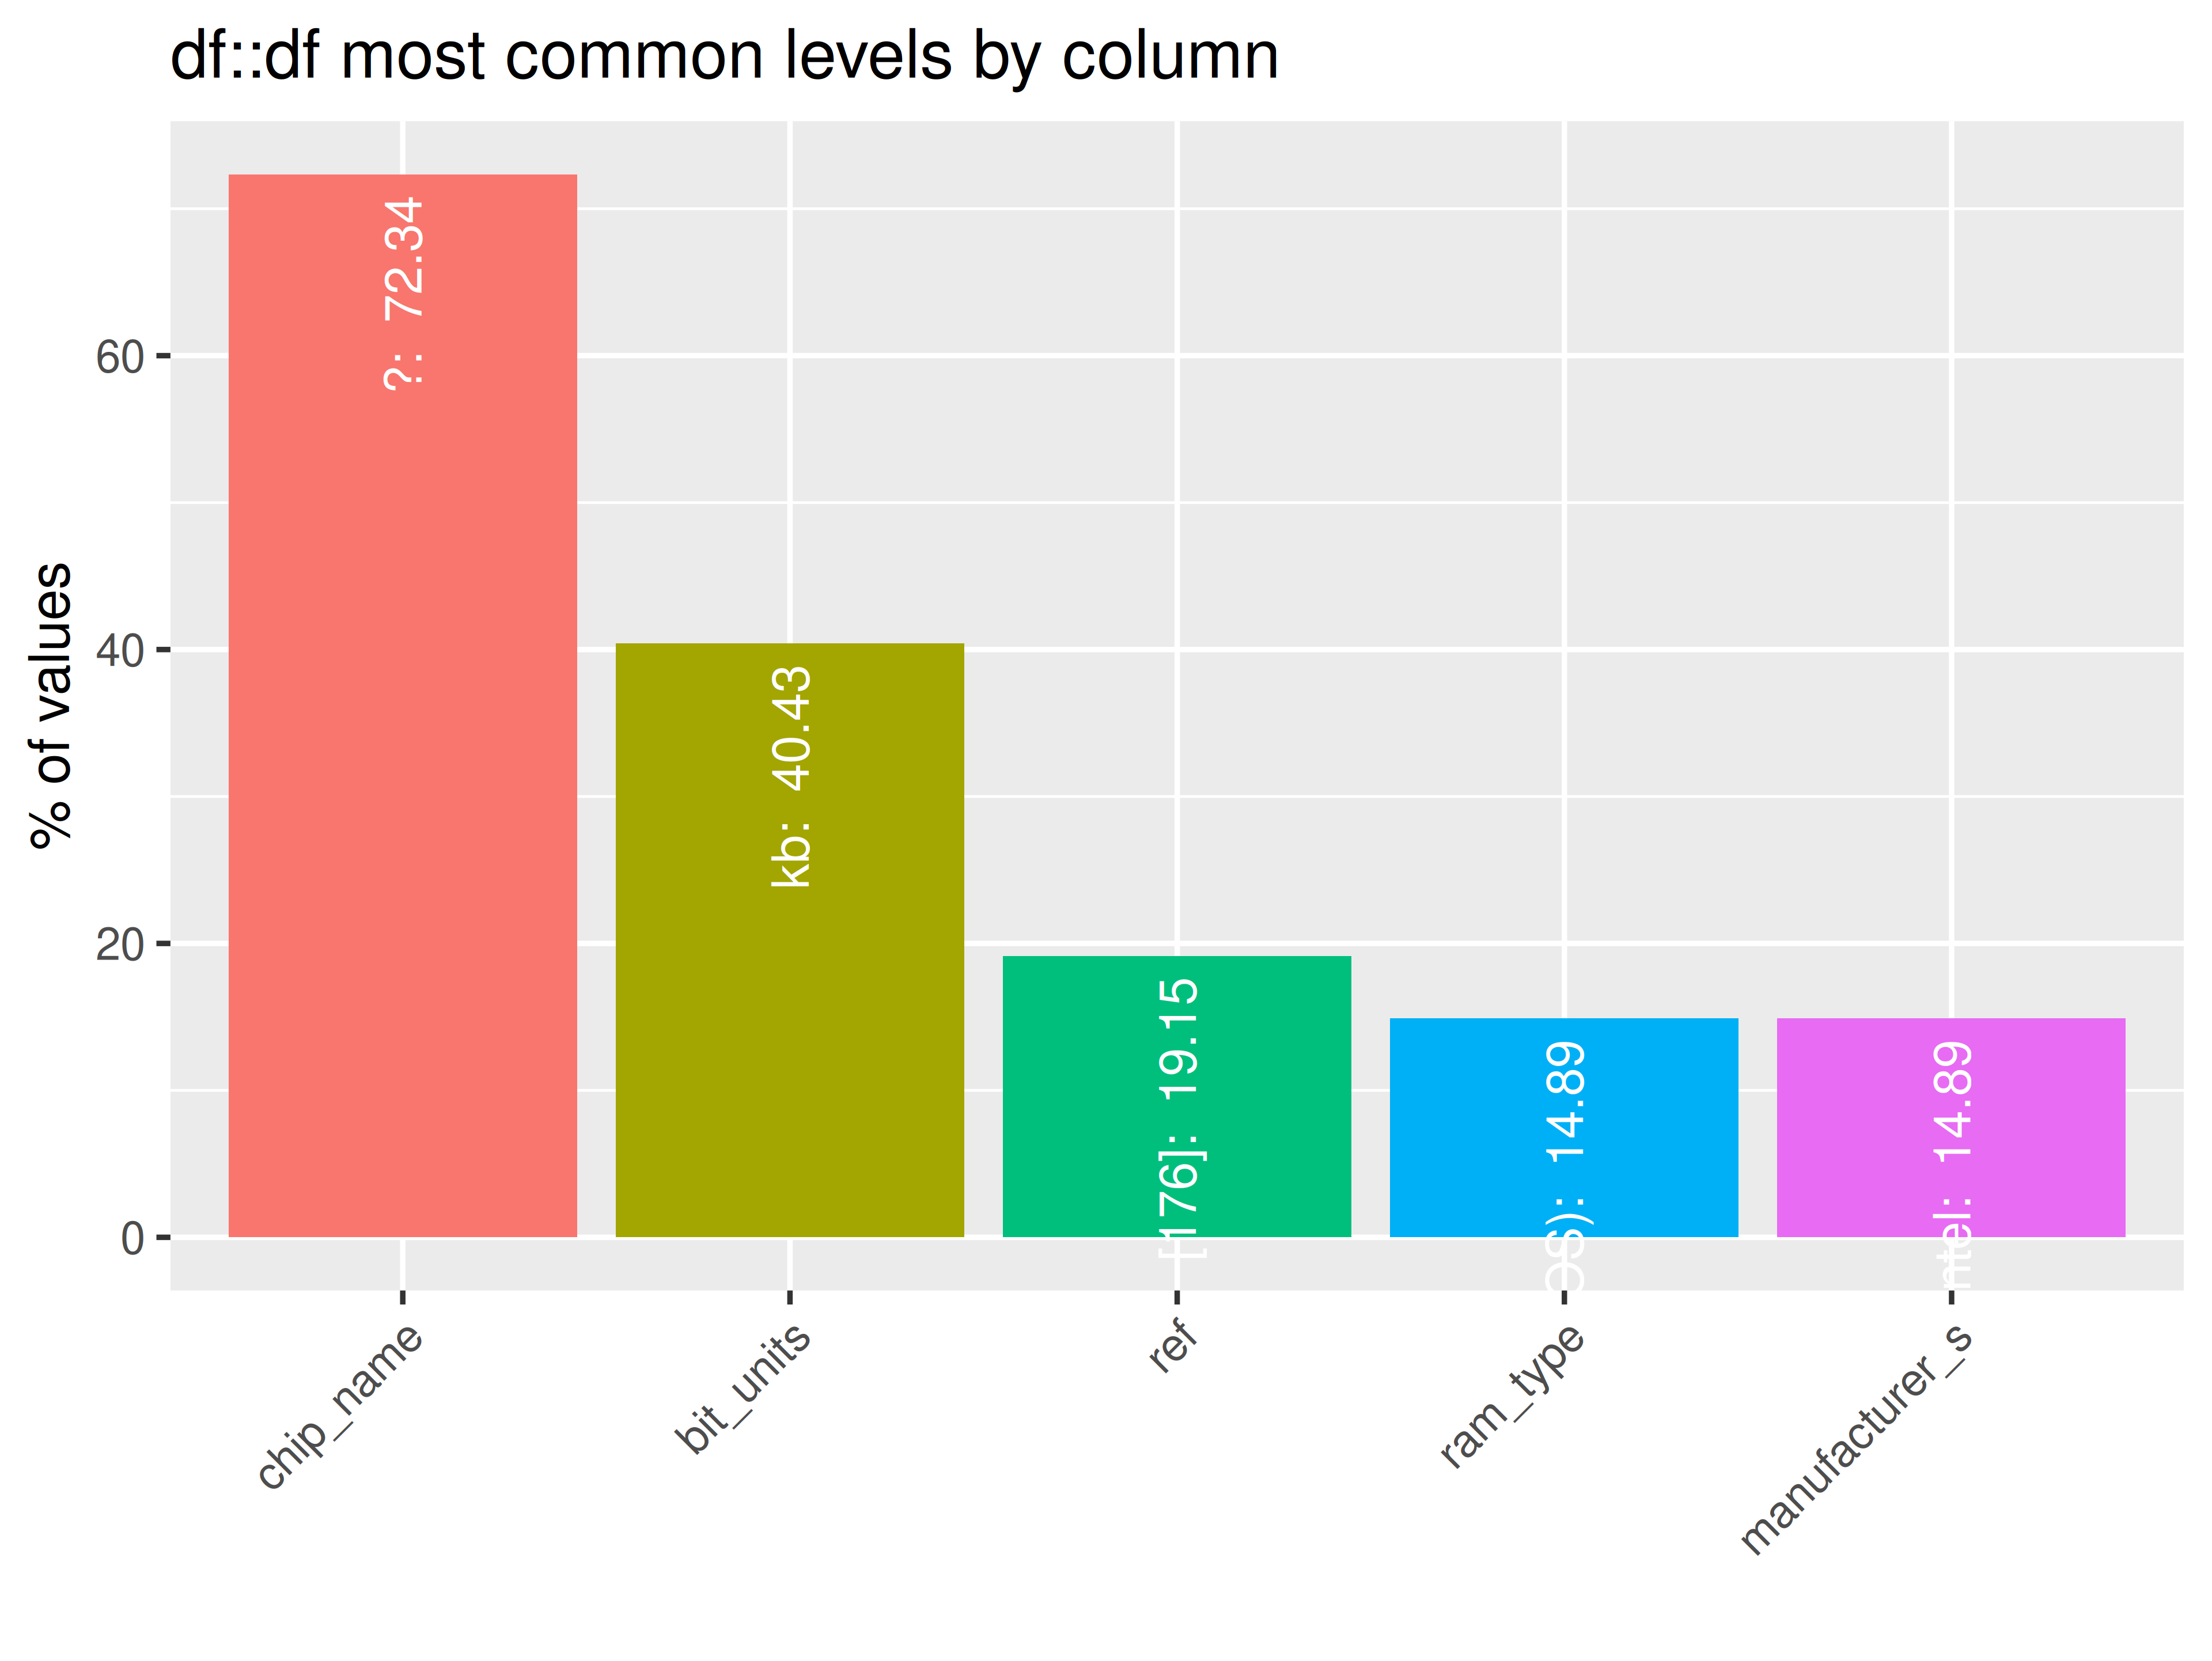 df::df most common levels by column
% of values
60
40
20
0
?: 72.34
kb: 40.43
[176]: 19.15
14.89
14.89
chip_name
bit_units
ref
ram_type
manufacturer_s